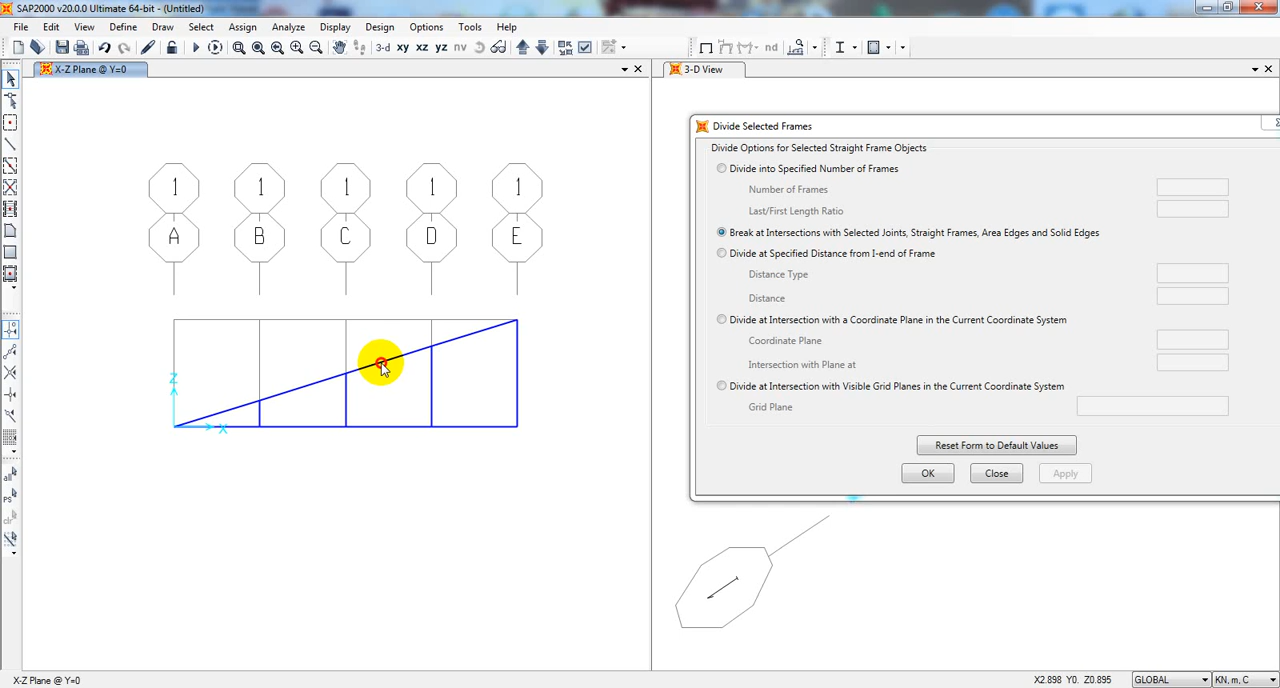 SAP2000 v20.0.0 Ultimate 64-bit - (Untitled)
File Edit View Define Draw Select Assign Analyze Display Design Options Tools Help
3-d xy xz yz nv nd
X-Z Plane @ Y=0
3-D View
1 1 1 1 1
A B C D E
Z
X
Divide Selected Frames
Divide Options for Selected Straight Frame Objects
Divide into Specified Number of Frames
Number of Frames
Last/First Length Ratio
Break at Intersections with Selected Joints, Straight Frames, Area Edges and Solid Edges
Divide at Specified Distance from I-end of Frame
Distance Type
Distance
Divide at Intersection with a Coordinate Plane in the Current Coordinate System
Coordinate Plane
Intersection with Plane at
Divide at Intersection with Visible Grid Planes in the Current Coordinate System
Grid Plane
Reset Form to Default Values
OK Close Apply
all
PS
clr
1
X-Z Plane @ Y=0
X2.898 Y0. Z0.895
GLOBAL
KN, m, C